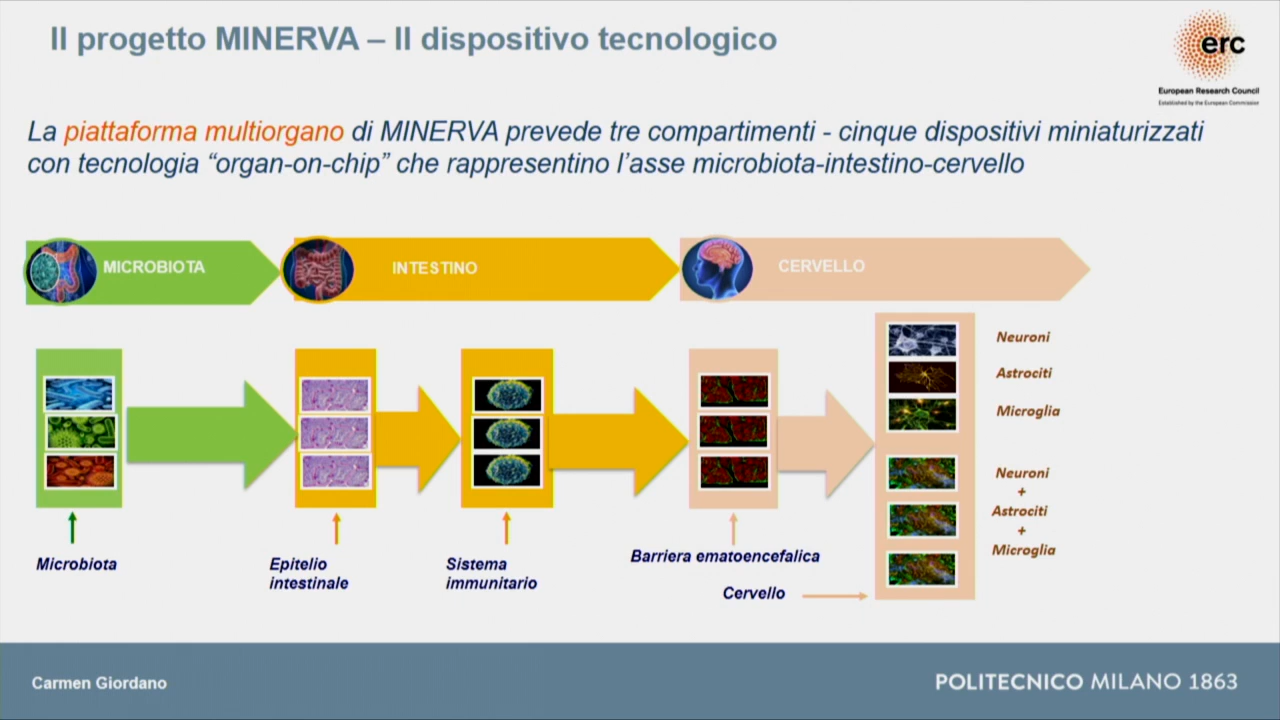 Il progetto MINERVA – Il dispositivo tecnologico
erc
European Research Council
Established by the European Commission
La piattaforma multiorgano di MINERVA prevede tre compartimenti - cinque dispositivi miniaturizzati
con tecnologia “organ-on-chip” che rappresentino l’asse microbiota-intestino-cervello
MICROBIOTA
INTESTINO
CERVELLO
Neuroni
Astrociti
Microglia
Neuroni
+
Astrociti
+
Microglia
Microbiota
Epitelio
intestinale
Sistema
immunitario
Barriera ematoencefalica
Cervello
Carmen Giordano
POLITECNICO MILANO 1863